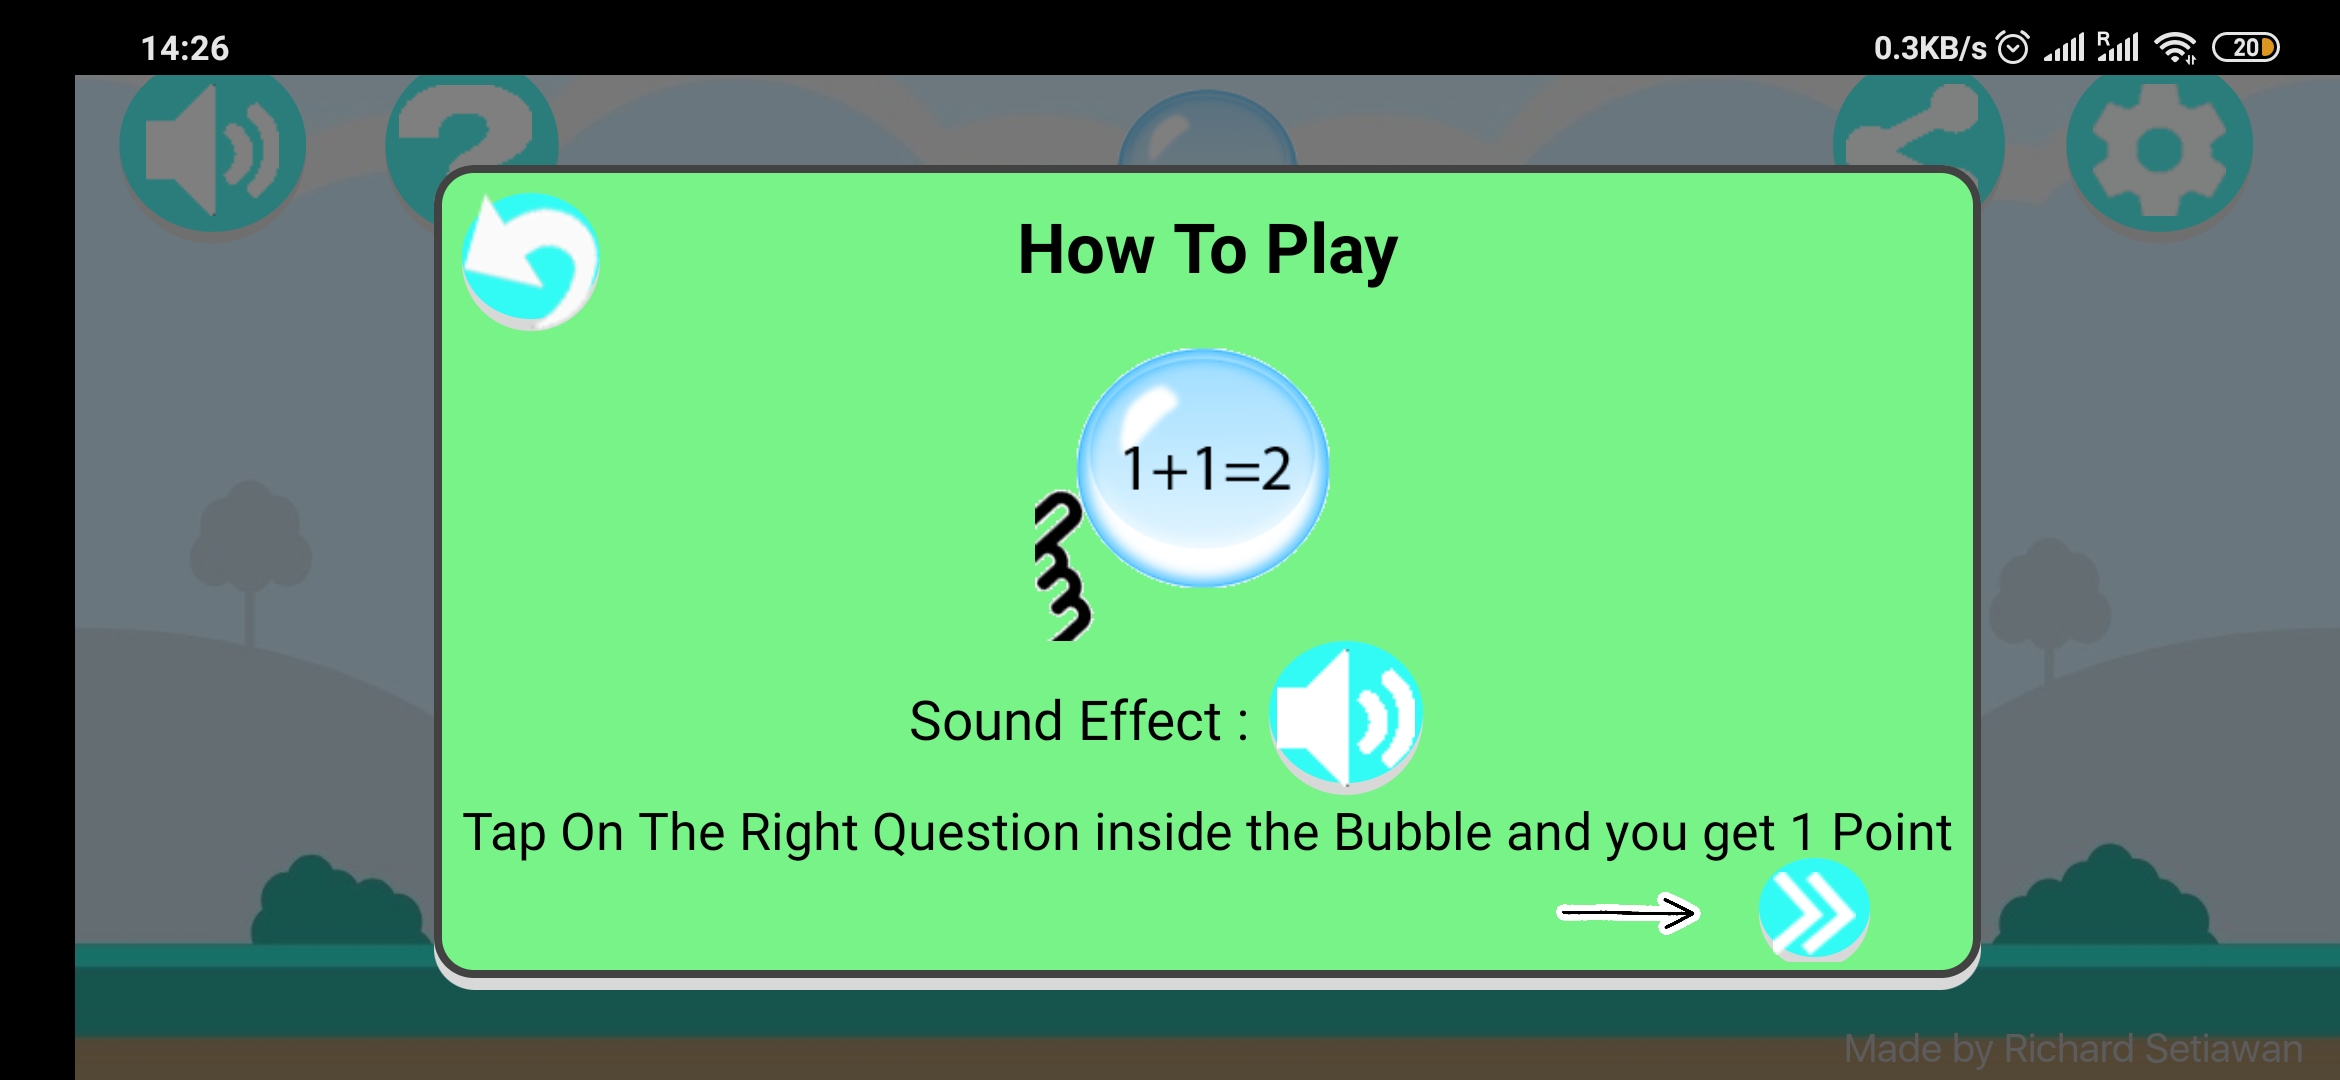 14:26
0.3KB/s
R
20
How To Play
1+1=2
Sound Effect :
Tap On The Right Question inside the Bubble and you get 1 Point
Made by Richard Setiawan